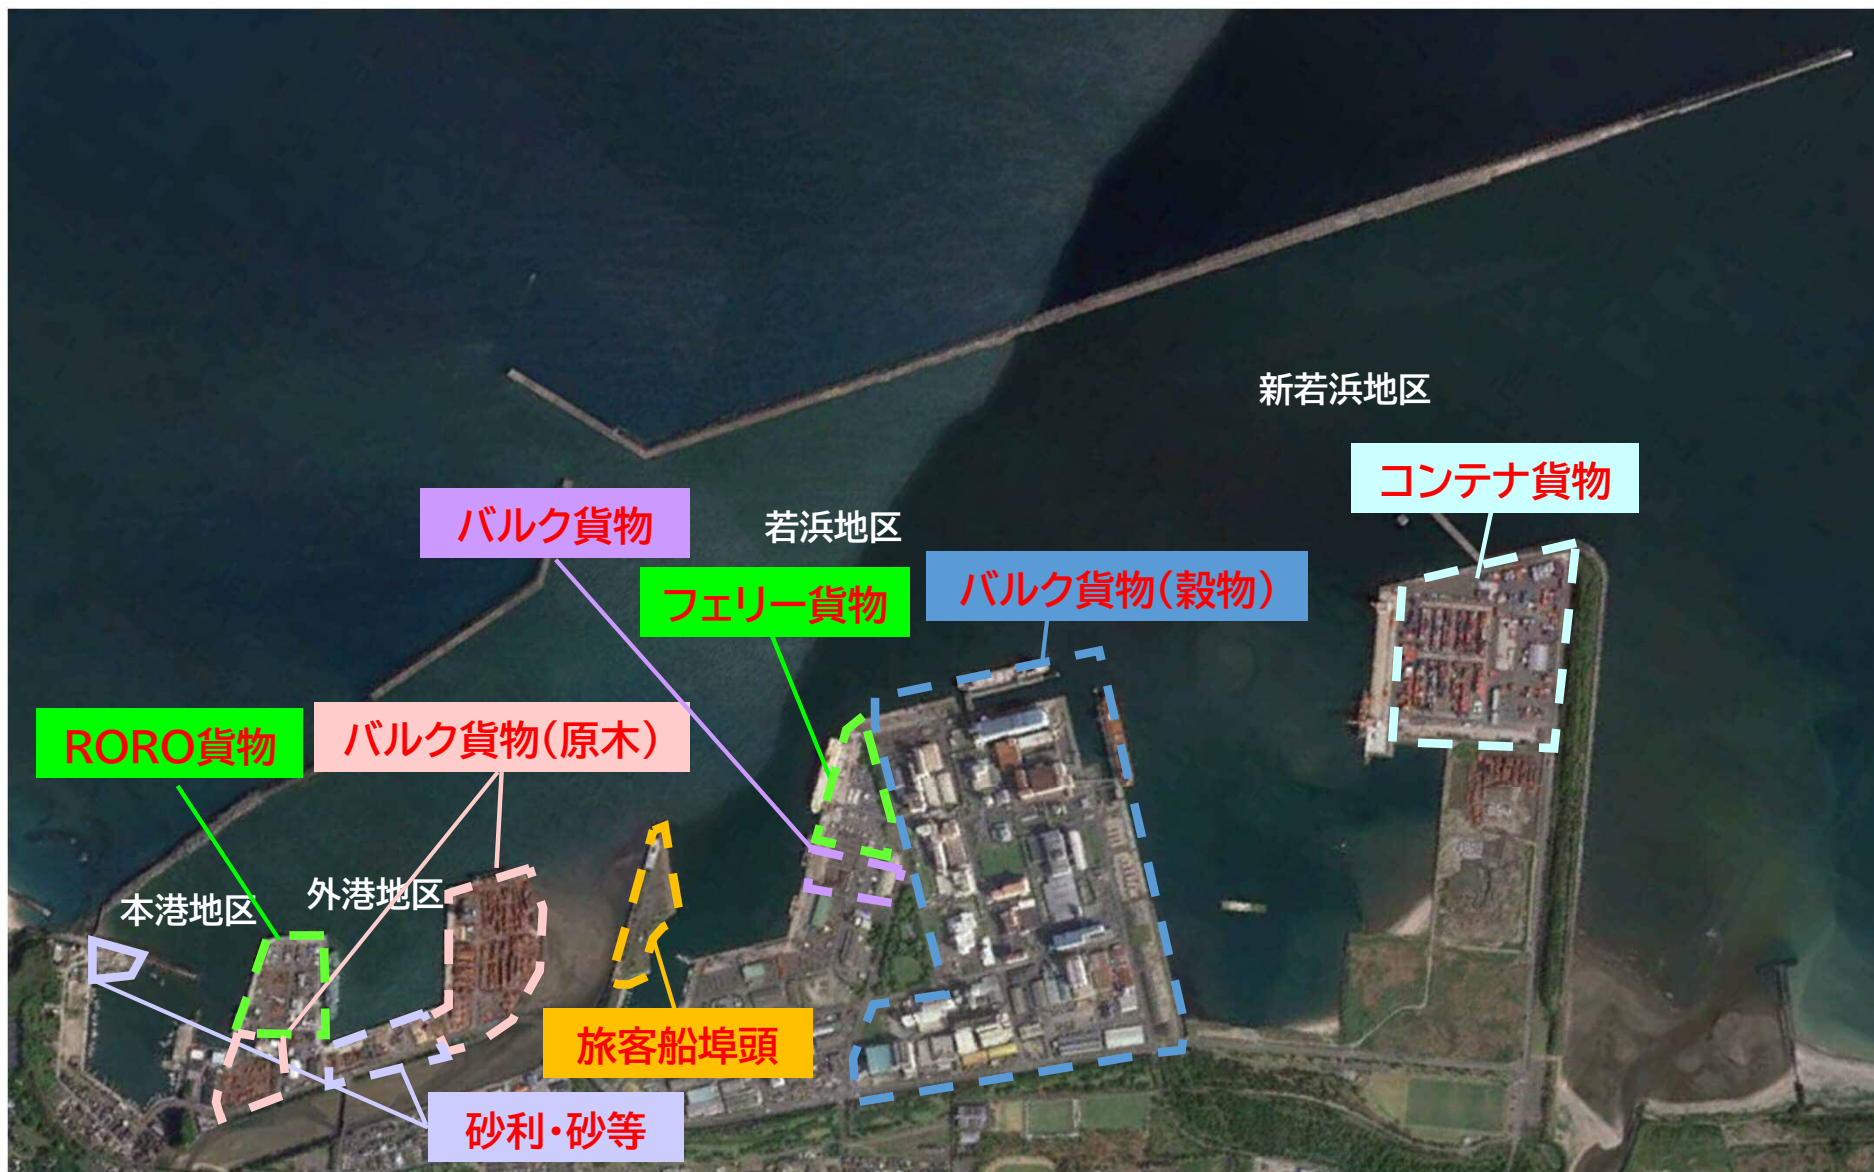 新若浜地区
コンテナ貨物
バルク貨物
若浜地区
バルク貨物(穀物)
フェリー貨物
RORO貨物
バルク貨物(原木)
本港地区
外港地区
旅客船埠頭
砂利・砂等